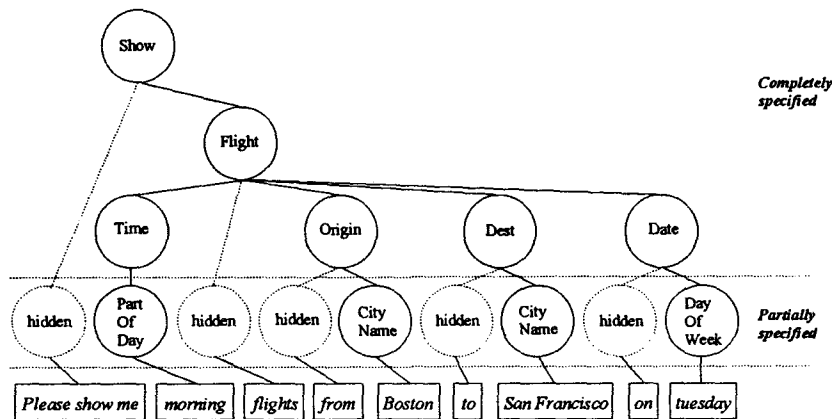 Show
Completely
specified
Flight
Time
Origin
Dest
Date
hidden
Part
Of
Day
hidden
hidden
City
Name
hidden
City
Name
hidden
Day
Of
Week
Partially
specified
Please show me
morning
flights
from
Boston
to
San Francisco
on
tuesday